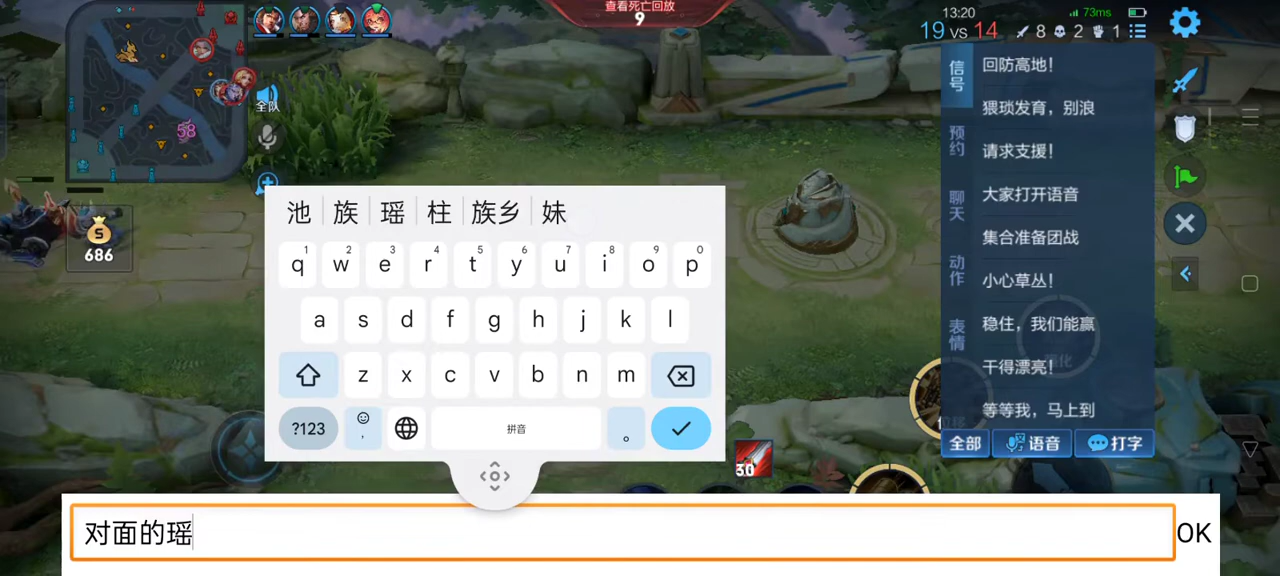 查看死亡回放
9
13:20
73ms
19 VS 14
8
2
1
全队
58
686
信号
预约
聊天
动作
表情
回防高地！
猥琐发育，别浪
请求支援！
大家打开语音
集合准备团战
小心草丛！
稳住，我们能赢
干得漂亮！
等等我，马上到
全部
语音
打字
池 族 瑶 柱 族乡 妹
1 2 3 4 5 6 7 8 9 0
q w e r t y u i o p
a s d f g h j k l
z x c v b n m
?123
，
拼音
。
30
对面的瑶
OK